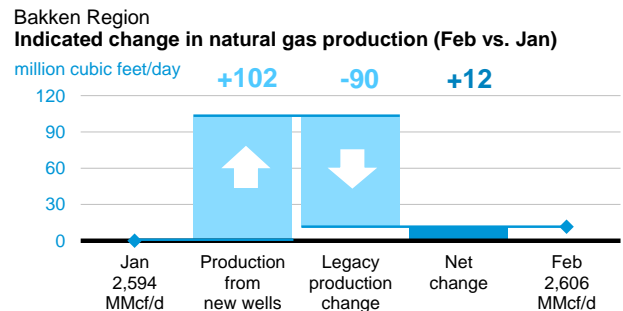 Bakken Region
Indicated change in natural gas production (Feb vs. Jan)
million cubic feet/day
+102 -90 +12
120
90
60
30
0
Jan
2,594
MMcf/d
Production
from
new wells
Legacy
production
change
Net
change
Feb
2,606
MMcf/d